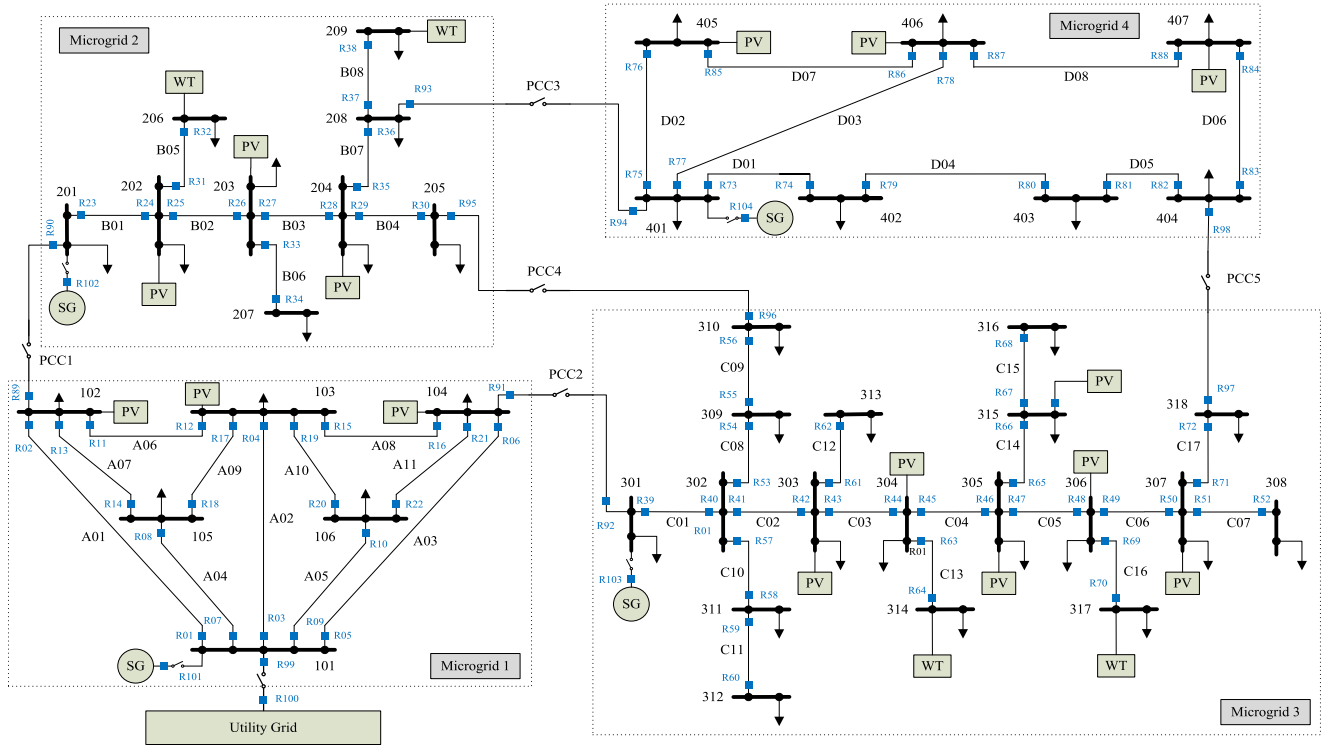 Microgrid 2
209
WT
R38
B08
R37
R93
208
R36
B07
WT
206
R32
B05
R31
PV
201
202
203
204
205
R23
R24
R25
R26
R27
R28
R29
R30
R95
R35
B01
B02
B03
B04
R90
R33
B06
R34
207
R102
SG
PV
PV
PCC3
PCC4
Microgrid 4
405
PV
PV
406
407
R76
R85
R86
R78
R87
R88
R84
D07
D08
PV
D02
D03
D06
R77
D01
D04
D05
R75
R73
R74
R79
R80
R81
R82
R83
R104
SG
R94
401
402
403
404
R98
PCC5
PCC1
PCC2
R89
102
PV
PV
103
PV
104
R91
R02
R13
R11
R12
R17
R04
R19
R15
R16
R21
R06
A06
A08
A07
A09
A10
A11
R14
R18
R20
R22
R08
105
106
R10
A01
A02
A03
A04
A05
R01
R07
R03
R09
R05
SG
R101
R99
101
Microgrid 1
R100
Utility Grid
310
R96
R56
C09
R55
309
R54
C08
R53
313
R62
C12
R61
316
R68
C15
R67
PV
315
R66
C14
R65
R97
318
R72
C17
R71
R92
301
R39
302
R40
R41
303
R42
R43
304
PV
R44
R45
305
R46
R47
306
PV
R48
R49
307
R50
R51
308
R52
C01
R01
C02
C03
C04
C05
C06
C07
R57
R01
R63
R69
C10
C13
C16
R103
SG
PV
PV
PV
R58
311
R59
C11
R60
312
R64
314
WT
R70
317
WT
Microgrid 3